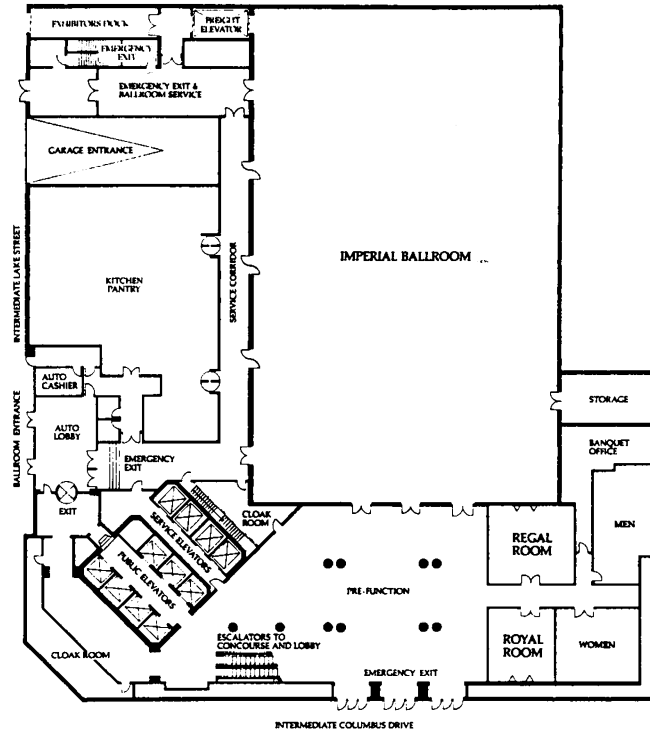 EXHIBITORS DOCK
FREIGHT
ELEVATOR
EMERGENCY
EXIT
EMERGENCY EXIT &
BALLROOM SERVICE
GARAGE ENTRANCE
INTERMEDIATE LAKE STREET
KITCHEN
PANTRY
SERVICE CORRIDOR
IMPERIAL BALLROOM
AUTO
CASHIER
BALLROOM ENTRANCE
AUTO
LOBBY
EMERGENCY
EXIT
EXIT
STORAGE
BANQUET
OFFICE
MEN
CLOAK
ROOM
SERVICE ELEVATORS
PUBLIC ELEVATORS
REGAL
ROOM
PRE-FUNCTION
ESCALATORS TO
CONCOURSE AND LOBBY
ROYAL
ROOM
WOMEN
CLOAK ROOM
EMERGENCY EXIT
INTERMEDIATE COLUMBUS DRIVE